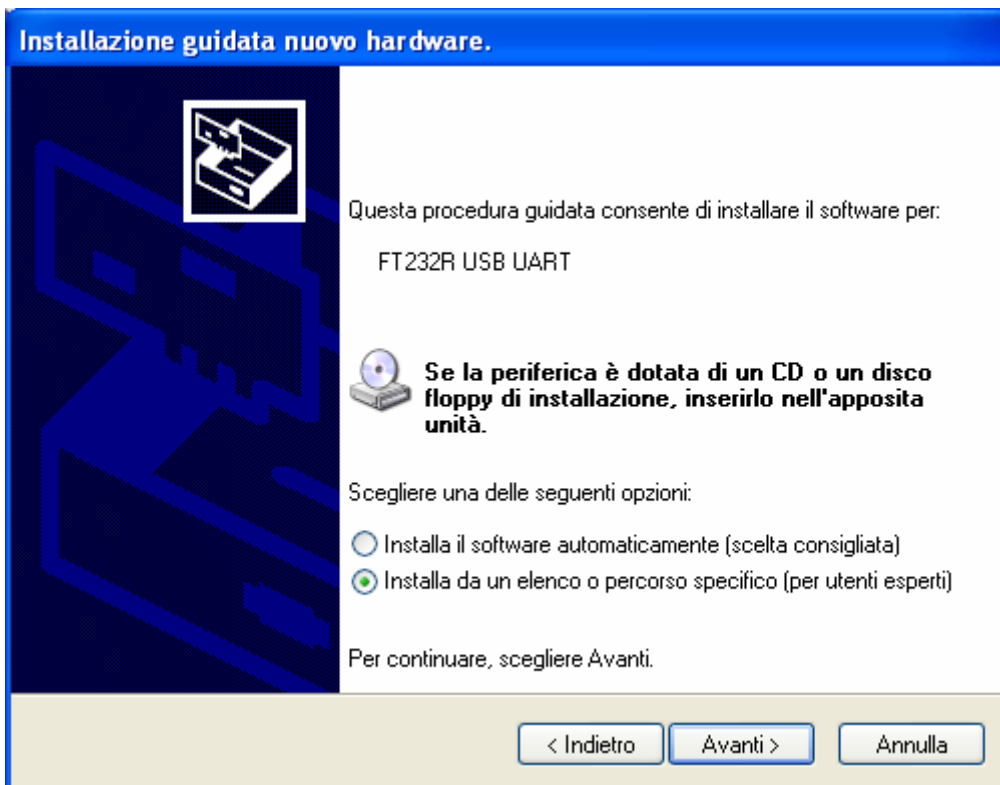 Installazione guidata nuovo hardware.
Questa procedura guidata consente di installare il software per:
FT232R USB UART
Se la periferica è dotata di un CD o un disco
floppy di installazione, inserirlo nell'apposita
unità.
Scegliere una delle seguenti opzioni:
Installa il software automaticamente (scelta consigliata)
Installa da un elenco o percorso specifico (per utenti esperti)
Per continuare, scegliere Avanti.
< Indietro Avanti > Annulla